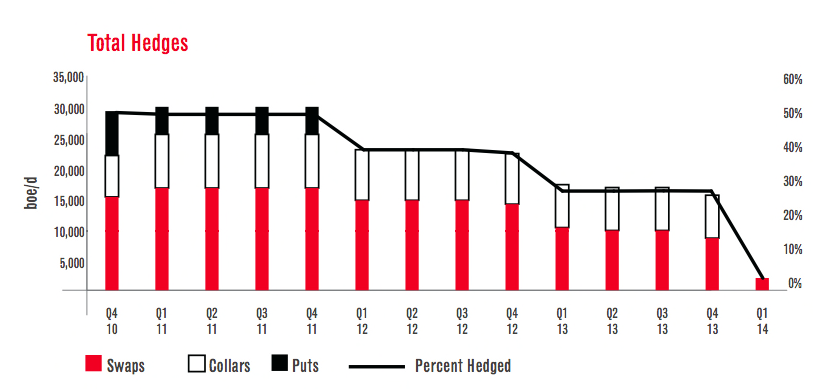 Total Hedges
35,000
30,000
25,000
20,000
15,000
10,000
5,000
boe/d
60%
50%
40%
30%
20%
10%
0%
Q4 Q1 Q2 Q3 Q4 Q1 Q2 Q3 Q4 Q1 Q2 Q3 Q4 Q1
10 11 11 11 11 12 12 12 12 13 13 13 13 14
Swaps Collars Puts Percent Hedged